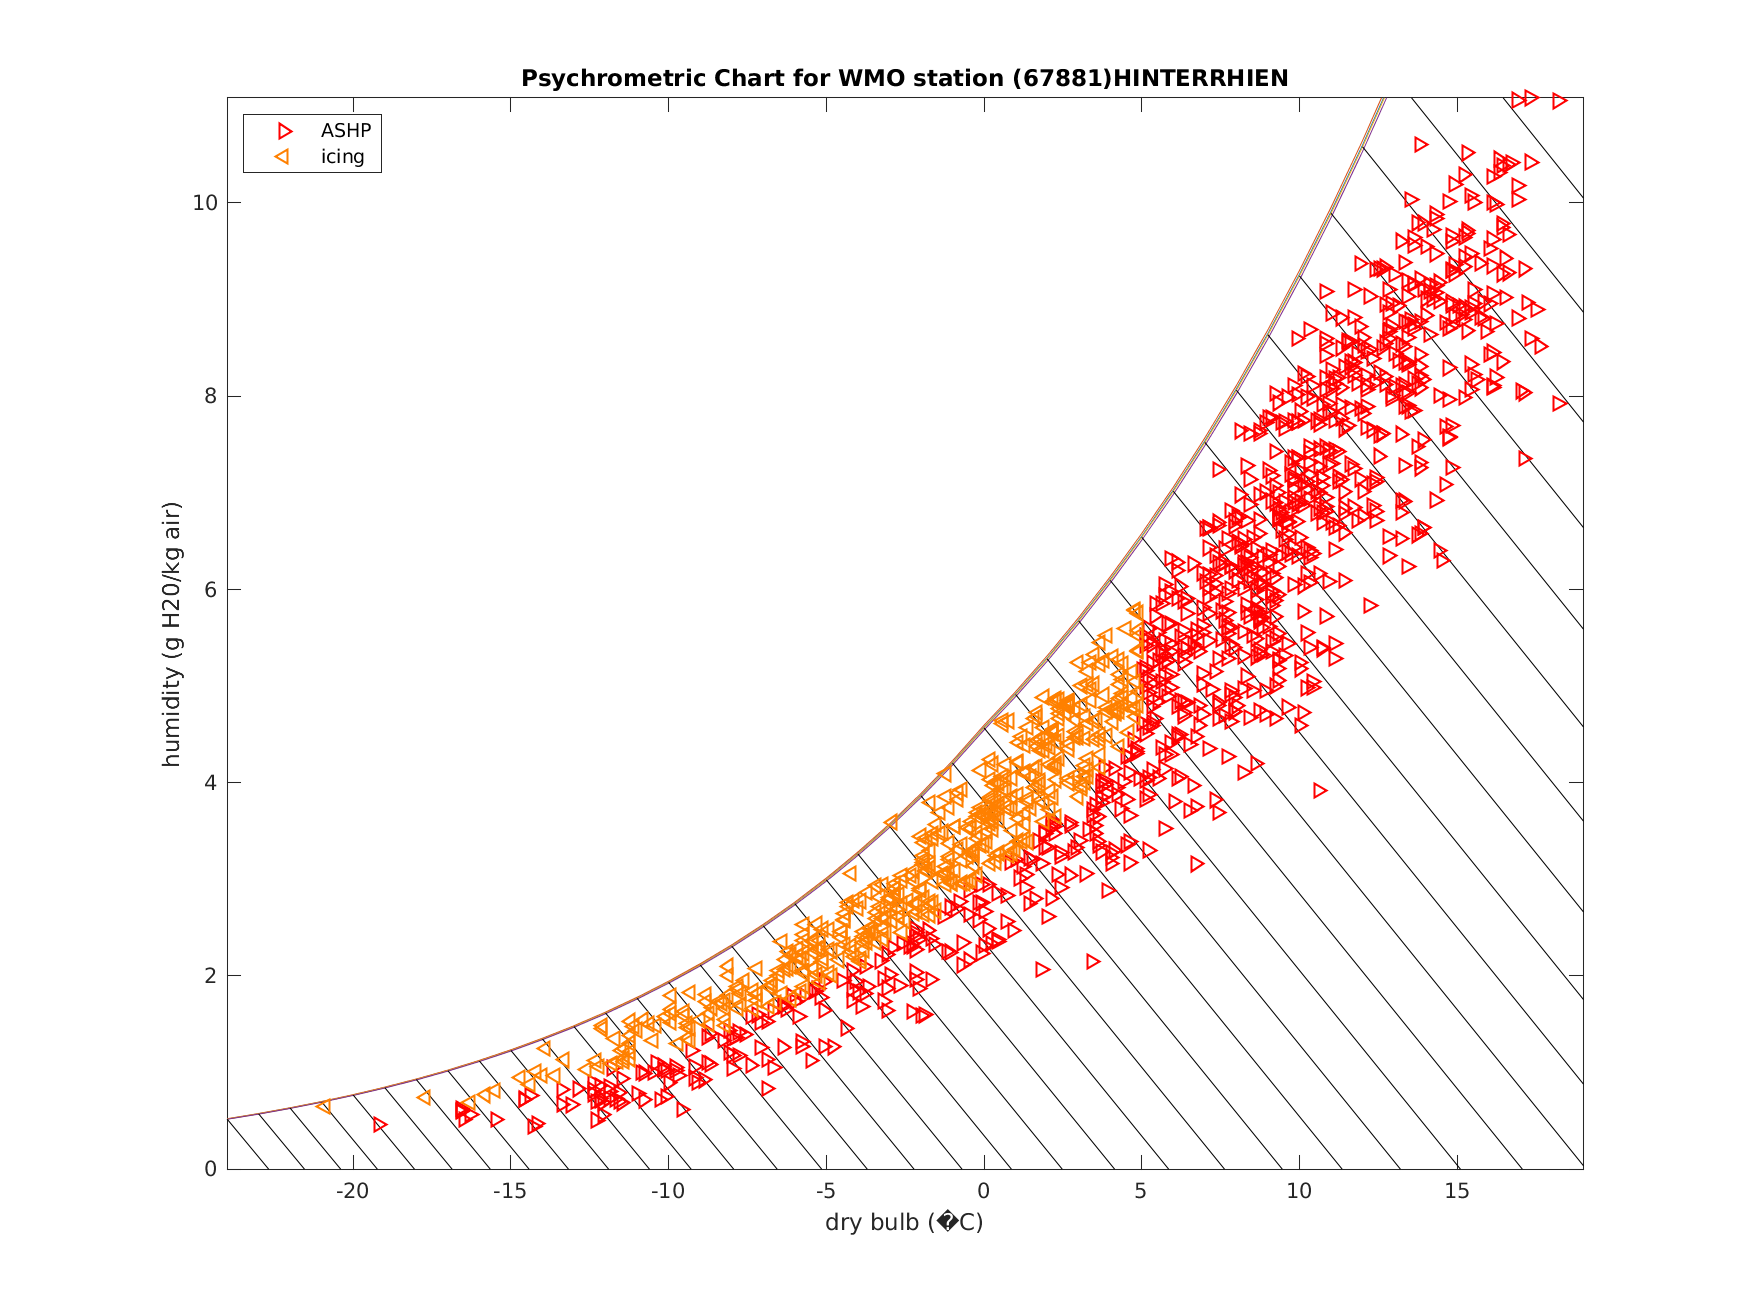 Psychrometric Chart for WMO station (67881)HINTERRHIEN
ASHP
icing
humidity (g H20/kg air)
10
8
6
4
2
0
-20 -15 -10 -5 0 5 10 15
dry bulb (�C)